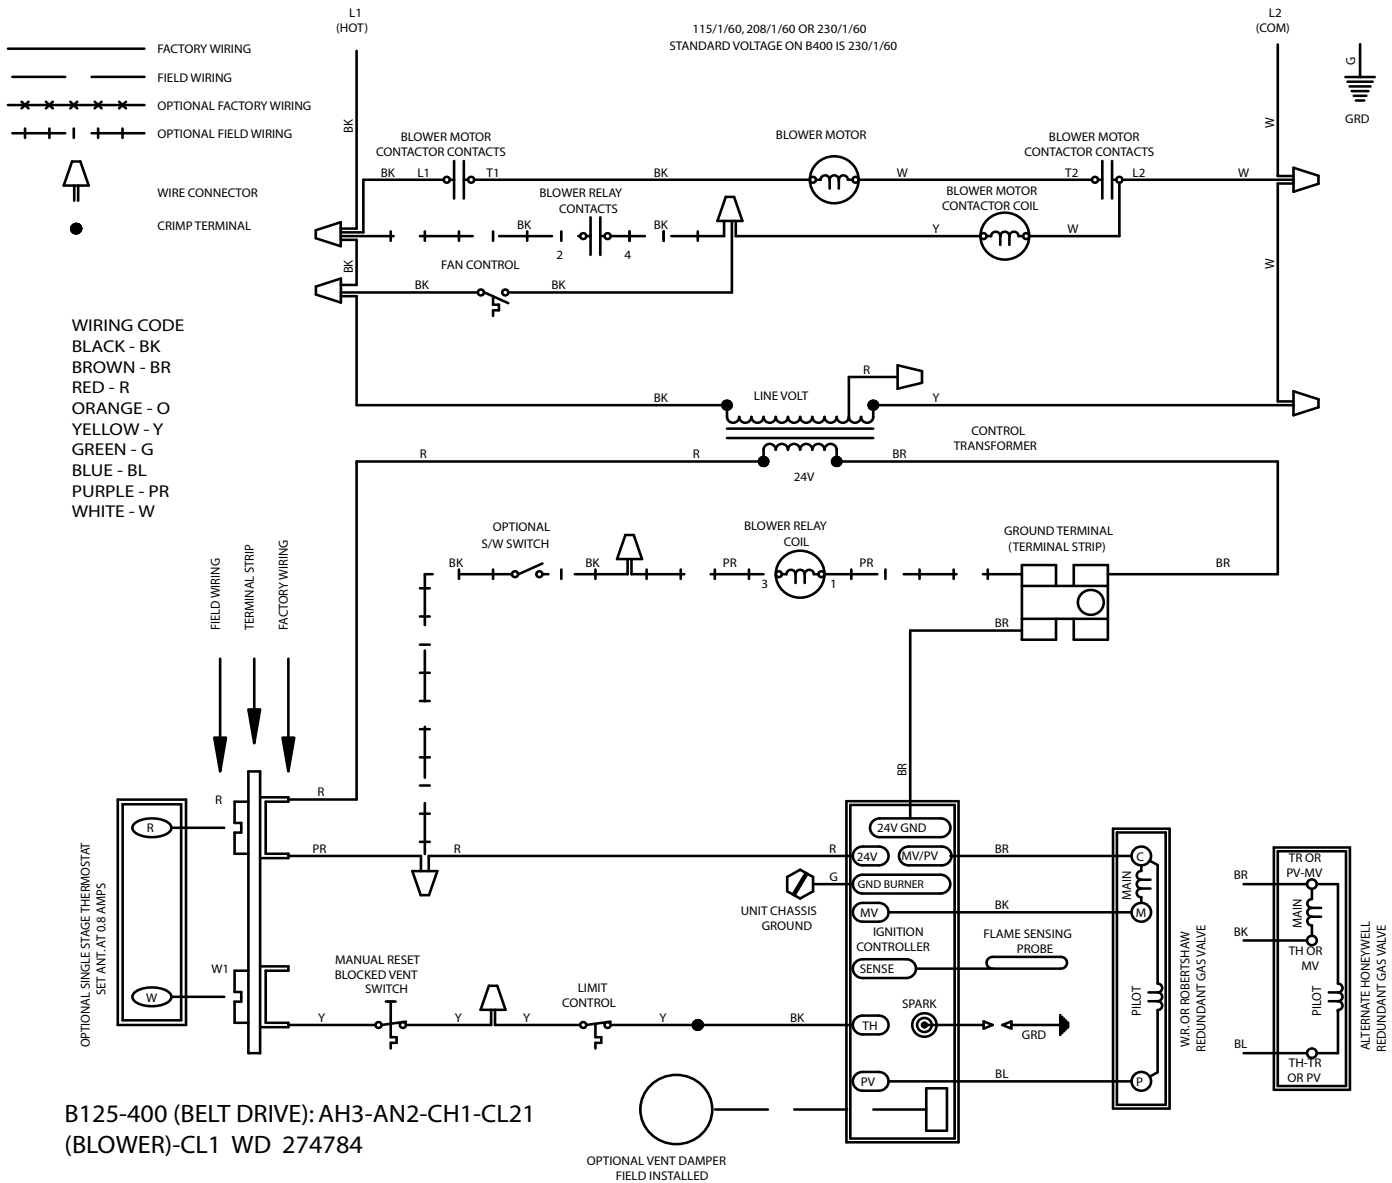 L1
(HOT)
115/1/60, 208/1/60 OR 230/1/60
STANDARD VOLTAGE ON B400 IS 230/1/60
L2
(COM)
FACTORY WIRING
FIELD WIRING
OPTIONAL FACTORY WIRING
OPTIONAL FIELD WIRING
WIRE CONNECTOR
CRIMP TERMINAL
G
GRD
BK
W
BLOWER MOTOR
CONTACTOR CONTACTS
BLOWER MOTOR
BLOWER MOTOR
CONTACTOR CONTACTS
BK
L1
T1
BK
W
T2
L2
W
BLOWER RELAY
CONTACTS
BLOWER MOTOR
CONTACTOR COIL
BK
2
4
BK
Y
W
BK
FAN CONTROL
W
BK
BK
WIRING CODE
BLACK - BK
BROWN - BR
RED - R
ORANGE - O
YELLOW - Y
GREEN - G
BLUE - BL
PURPLE - PR
WHITE - W
R
BK
LINE VOLT
Y
CONTROL
TRANSFORMER
R
R
BR
24V
OPTIONAL
S/W SWITCH
BLOWER RELAY
COIL
GROUND TERMINAL
(TERMINAL STRIP)
BK
BK
PR
3
1
PR
BR
BR
FIELD WIRING
TERMINAL STRIP
FACTORY WIRING
BR
R
R
R
PR
R
OPTIONAL SINGLE STAGE THERMOSTAT
SET ANT. AT 0.8 AMPS
W1
W
R
24V GND
24V
MV/PV
BR
C
G
GND BURNER
UNIT CHASSIS
GROUND
MV
BK
MAIN
M
IGNITION
CONTROLLER
FLAME SENSING
PROBE
SENSE
MANUAL RESET
BLOCKED VENT
SWITCH
LIMIT
CONTROL
SPARK
Y
Y
Y
Y
BK
TH
GRD
PILOT
PV
BL
P
W.R. OR ROBERTSHAW
REDUNDANT GAS VALVE
TR OR
PV-MV
BR
MAIN
BK
TH OR
MV
PILOT
BL
TH-TR
OR PV
ALTERNATE HONEYWELL
REDUNDANT GAS VALVE
B125-400 (BELT DRIVE): AH3-AN2-CH1-CL21
(BLOWER)-CL1 WD 274784
OPTIONAL VENT DAMPER
FIELD INSTALLED